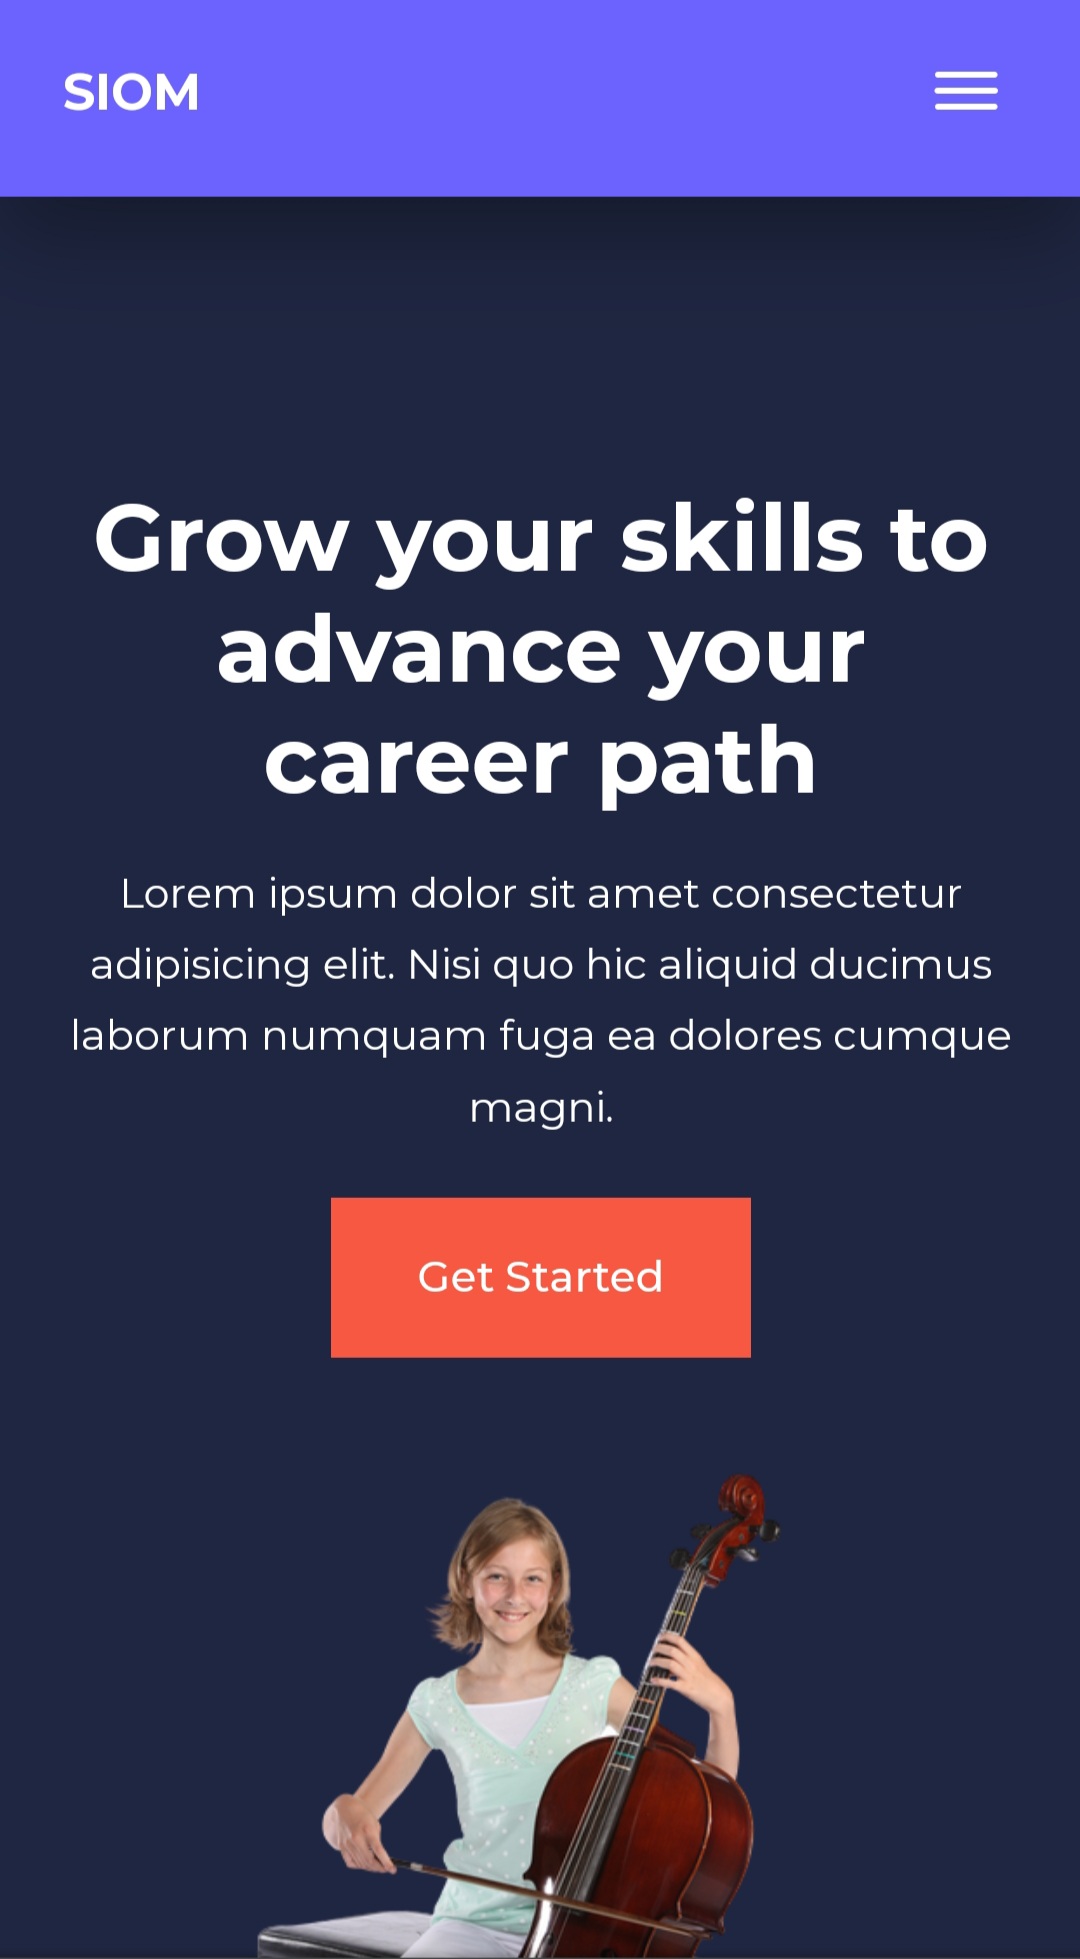 SIOM
Grow your skills to
advance your
career path
Lorem ipsum dolor sit amet consectetur
adipisicing elit. Nisi quo hic aliquid ducimus
laborum numquam fuga ea dolores cumque
magni.
Get Started